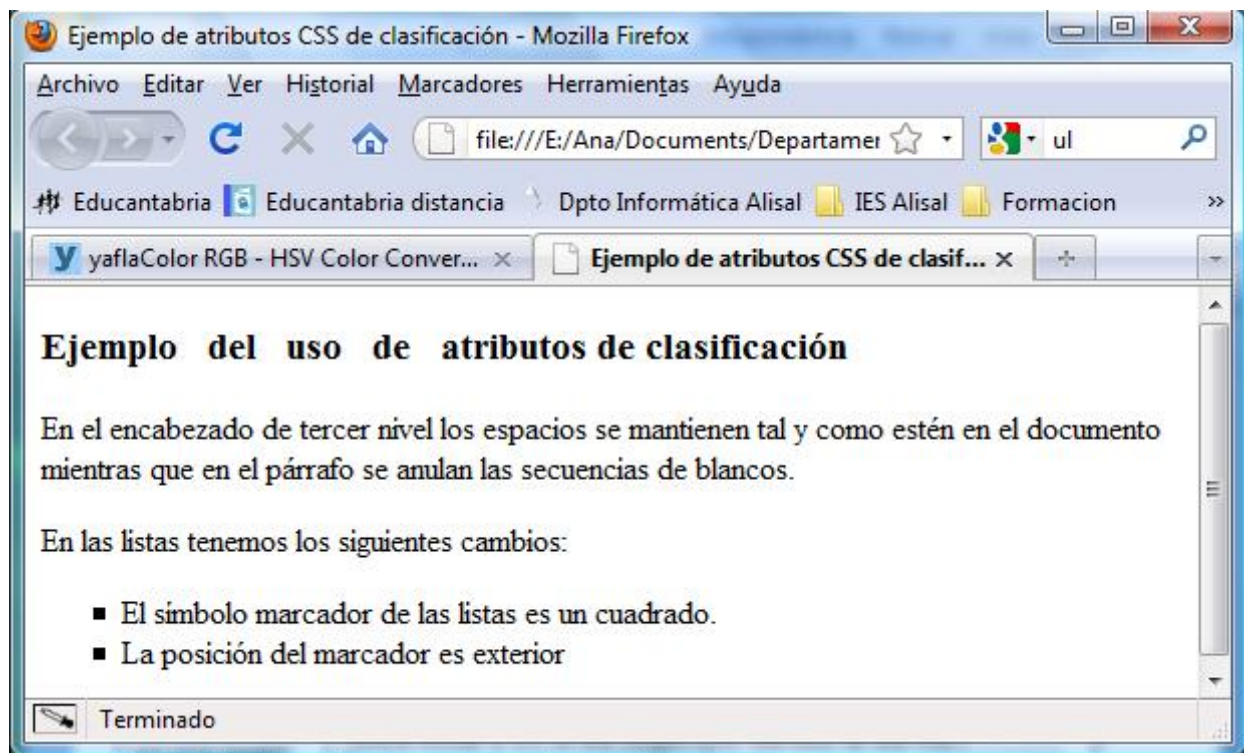 Ejemplo de atributos CSS de clasificación - Mozilla Firefox
Archivo Editar Ver Historial Marcadores Herramientas Ayuda
file:///E:/Ana/Documents/Departamer ul
Educantabria Educantabria distancia Dpto Informática Alisal IES Alisal Formacion »
y yaflaColor RGB - HSV Color Conver... Ejemplo de atributos CSS de clasif...
Ejemplo del uso de atributos de clasificación
En el encabezado de tercer nivel los espacios se mantienen tal y como estén en el documento
mientras que en el párrafo se anulan las secuencias de blancos.
En las listas tenemos los siguientes cambios:
El símbolo marcador de las listas es un cuadrado.
La posición del marcador es exterior
Terminado